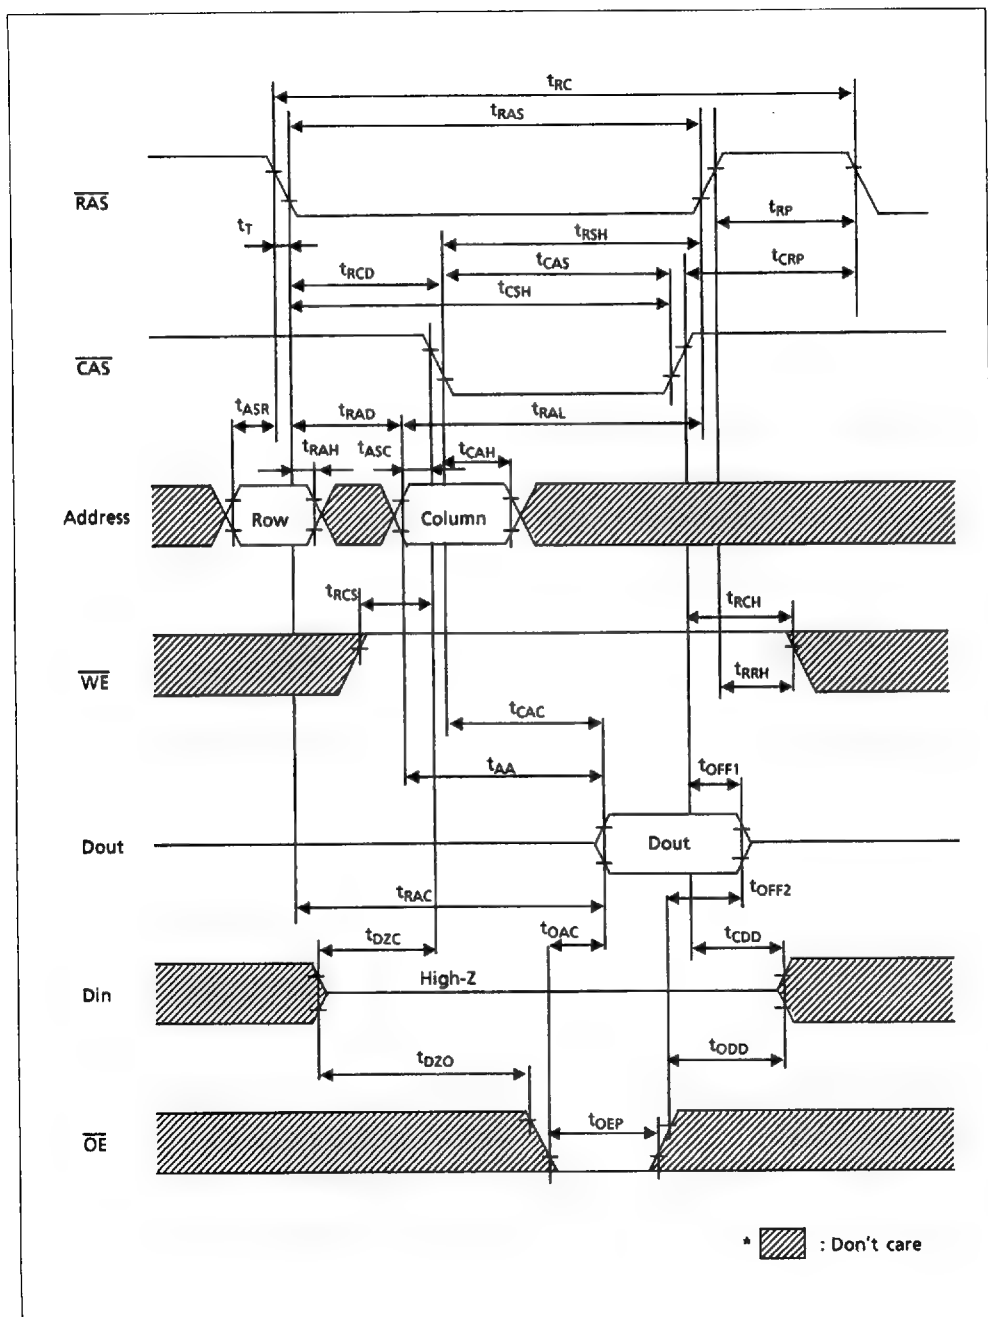 tRC
tRAS
RAS
tT
tRP
tRSH
tCRP
tRCD
tCAS
tCSH
CAS
tASR
tRAD
tRAL
tRAH
tASC
tCAH
Address
Row
Column
tRCS
tRCH
WE
tRRH
tCAC
tAA
tOFF1
Dout
Dout
tRAC
tOFF2
tOAC
tDZC
tCDD
High-Z
Din
tDZO
tODD
OE
tOEP
* : Don't care